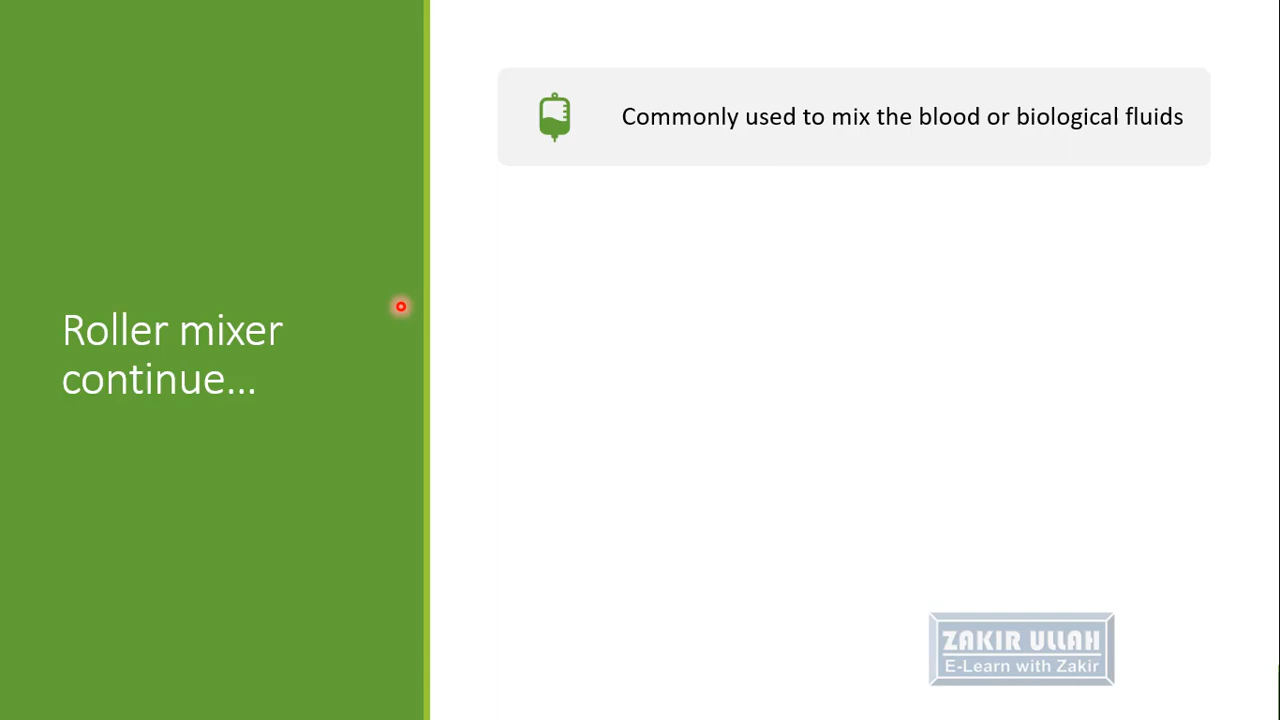 Commonly used to mix the blood or biological fluids
Roller mixer
continue...
ZAKIR ULLAH
E-Learn with Zakir